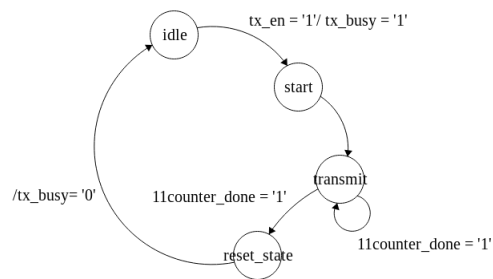 idle
tx_en = '1'/ tx_busy = '1'
start
transmit
/tx_busy= '0'
11counter_done = '1'
reset_state
11counter_done = '1'